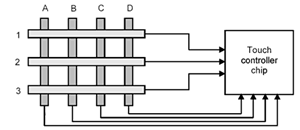 A B C D
1
2
3
Touch
controller
chip